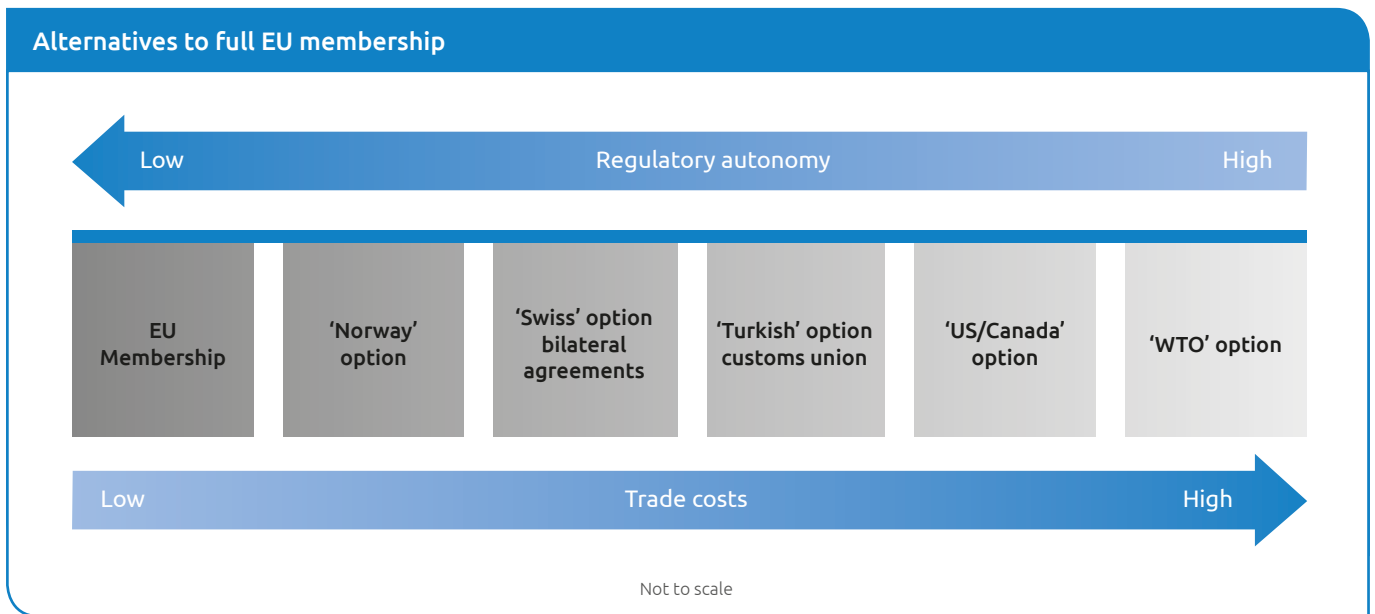 Alternatives to full EU membership
Low Regulatory autonomy High
EU
Membership
‘Norway’
option
‘Swiss’ option
bilateral
agreements
‘Turkish’ option
customs union
‘US/Canada’
option
‘WTO’ option
Low Trade costs High
Not to scale